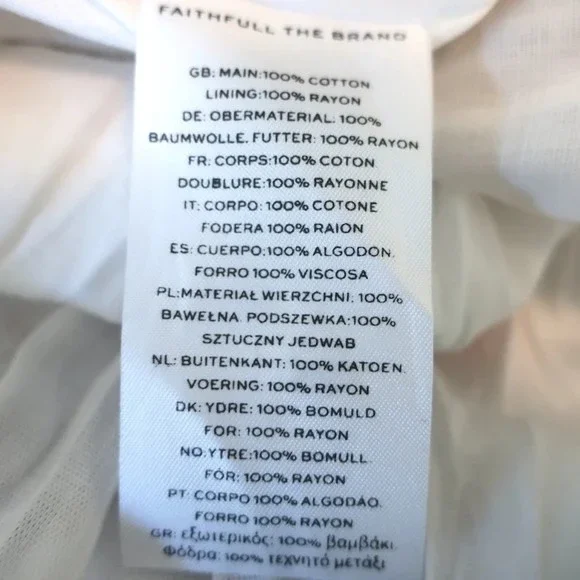 FAITHFULL THE BRAND
GB: MAIN:100% COTTON
LINING:100% RAYON
DE: OBERMATERIAL: 100%
BAUMWOLLE. FUTTER: 100% RAYON
FR: CORPS:100% COTON
DOUBLURE:100% RAYONNE
IT: CORPO: 100% COTONE
FODERA 100% RAION
ES: CUERPO:100% ALGODON.
FORRO 100% VISCOSA
PL:MATERIAŁ WIERZCHNI: 100%
BAWEŁNA. PODSZEWKA:100%
SZTUCZNY JEDWAB
NL: BUITENKANT: 100% KATOEN.
VOERING: 100% RAYON
DK: YDRE: 100% BOMULD
FOR: 100% RAYON
NO:YTRE:100% BOMULL.
FÓR: 100% RAYON
PT: CORPO 100% ALGODÃO.
FORRO 100% RAYON
GR: εξωτερικός: 100% βαμβάκι.
Φόδρα: 100% τεχνητό μετάξι